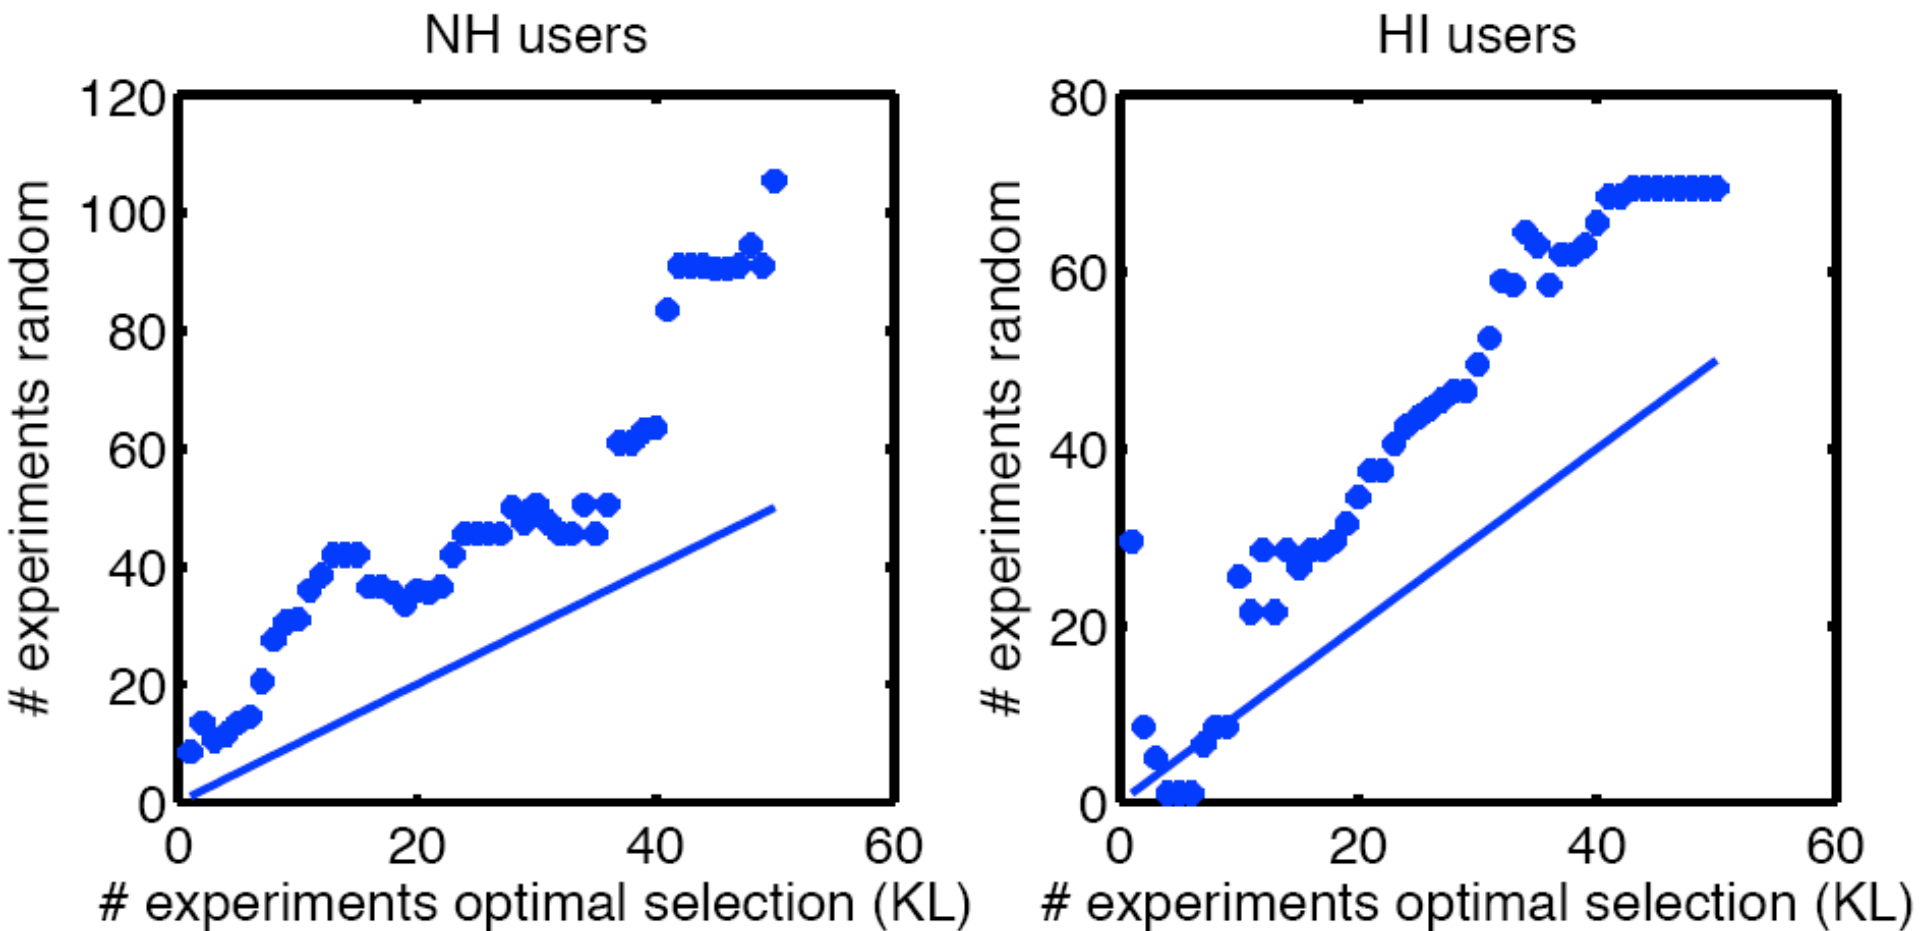 NH users
120
100
80
60
40
20
0
# experiments random
0 20 40 60
# experiments optimal selection (KL)
HI users
80
60
40
20
0
# experiments random
0 20 40 60
# experiments optimal selection (KL)